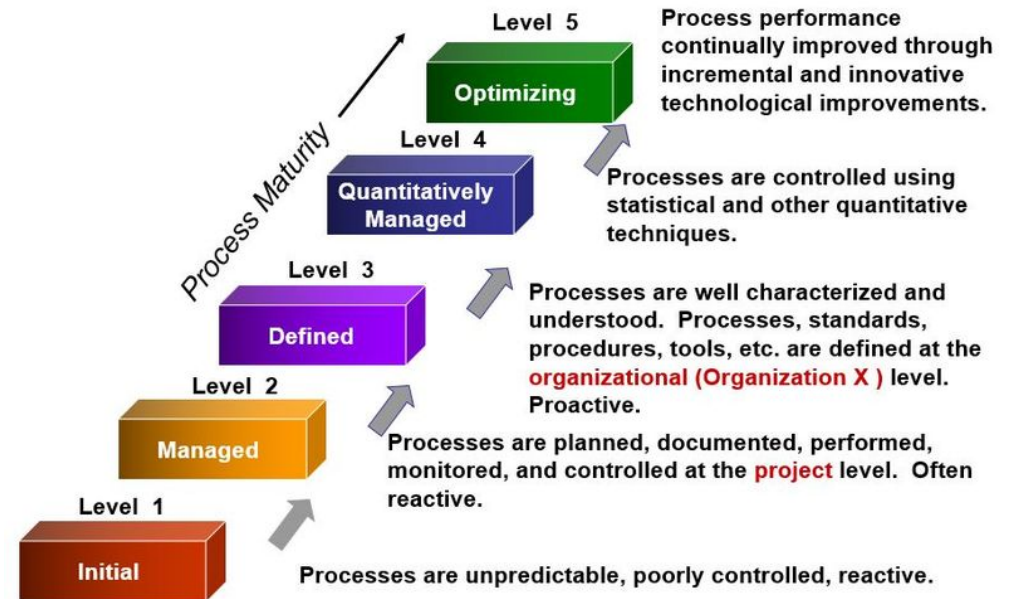 Level 5
Optimizing
Process performance
continually improved through
incremental and innovative
technological improvements.
Process Maturity
Level 4
Quantitatively
Managed
Processes are controlled using
statistical and other quantitative
techniques.
Level 3
Defined
Processes are well characterized and
understood. Processes, standards,
procedures, tools, etc. are defined at the
organizational (Organization X ) level.
Proactive.
Level 2
Managed
Processes are planned, documented, performed,
monitored, and controlled at the project level. Often
reactive.
Level 1
Initial
Processes are unpredictable, poorly controlled, reactive.